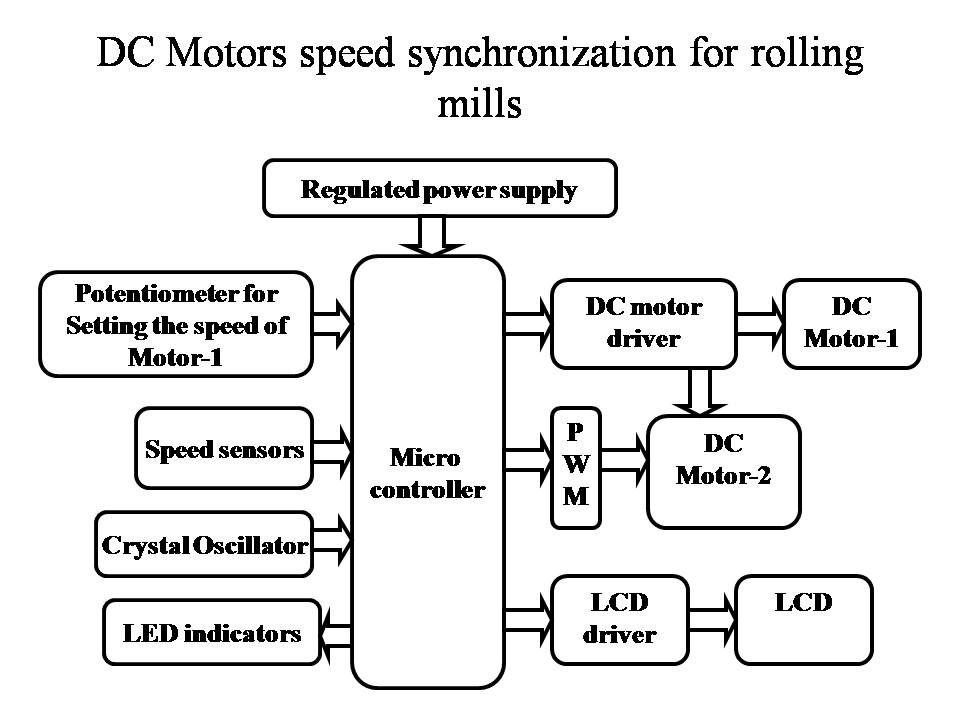 DC Motors speed synchronization for rolling
mills
Regulated power supply
Potentiometer for
Setting the speed of
Motor-1
DC motor
driver
DC
Motor-1
Speed sensors
Micro
controller
P
W
M
DC
Motor-2
Crystal Oscillator
LED indicators
LCD
driver
LCD